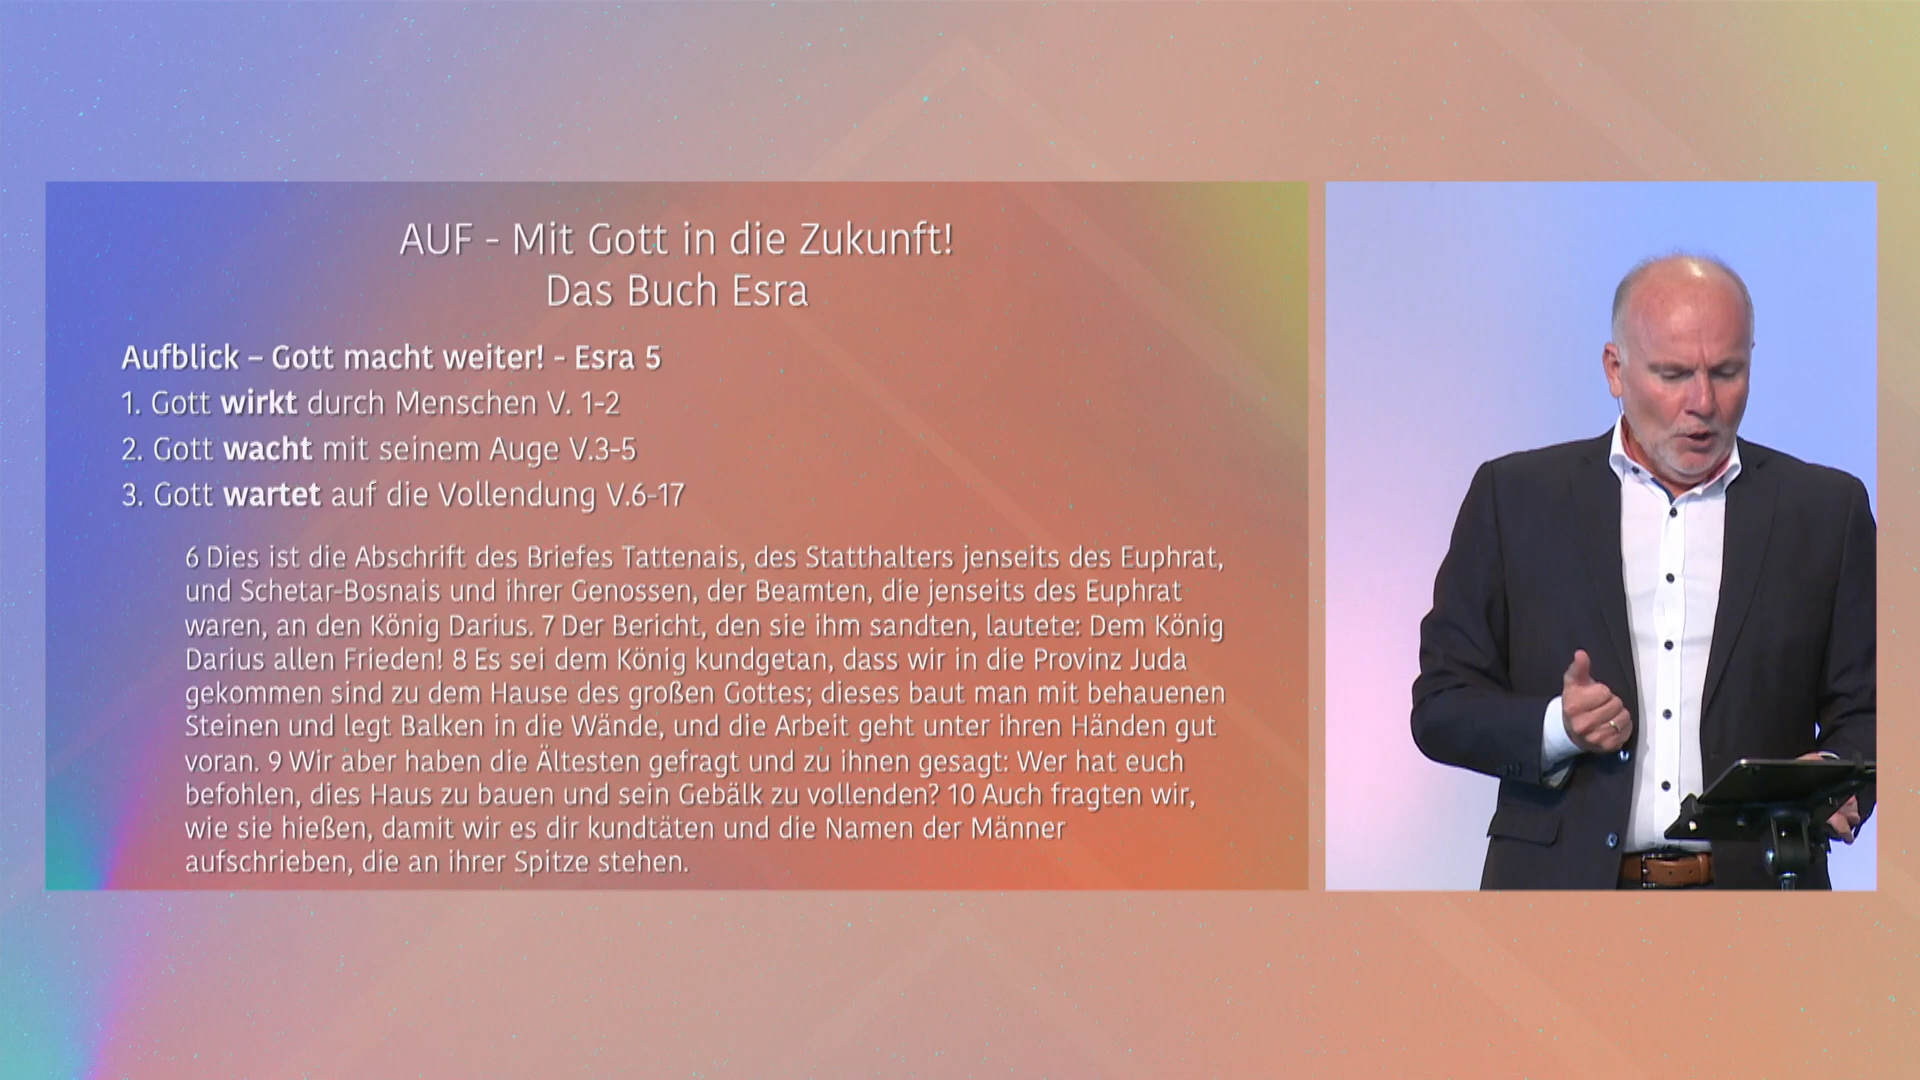 AUF - Mit Gott in die Zukunft!
Das Buch Esra
Aufblick – Gott macht weiter! - Esra 5
1. Gott wirkt durch Menschen V. 1-2
2. Gott wacht mit seinem Auge V.3-5
3. Gott wartet auf die Vollendung V.6-17
6 Dies ist die Abschrift des Briefes Tattenais, des Statthalters jenseits des Euphrat,
und Schetar-Bosnais und ihrer Genossen, der Beamten, die jenseits des Euphrat
waren, an den König Darius. 7 Der Bericht, den sie ihm sandten, lautete: Dem König
Darius allen Frieden! 8 Es sei dem König kundgetan, dass wir in die Provinz Juda
gekommen sind zu dem Hause des großen Gottes; dieses baut man mit behauenen
Steinen und legt Balken in die Wände, und die Arbeit geht unter ihren Händen gut
voran. 9 Wir aber haben die Ältesten gefragt und zu ihnen gesagt: Wer hat euch
befohlen, dies Haus zu bauen und sein Gebälk zu vollenden? 10 Auch fragten wir,
wie sie hießen, damit wir es dir kundtäten und die Namen der Männer
aufschrieben, die an ihrer Spitze stehen.